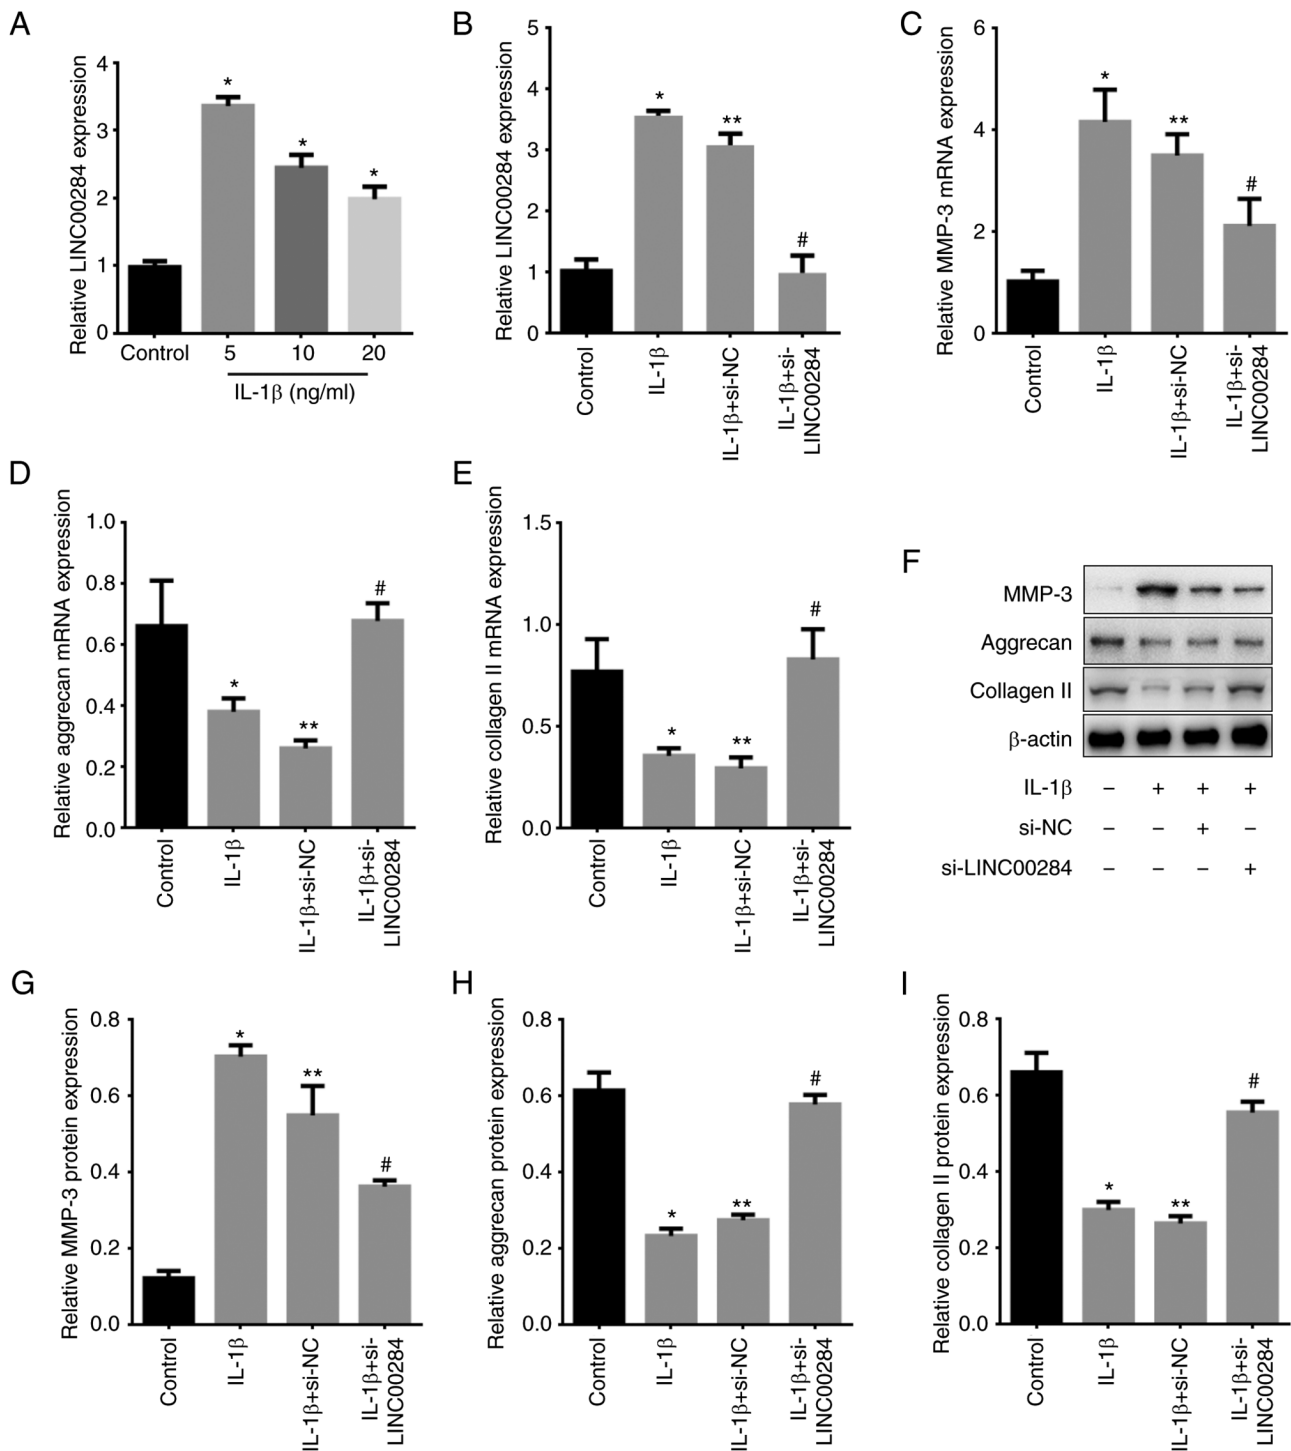 A
Relative LINC00284 expression
4
3
2
1
0
*
*
*
Control
5
10
20
IL-1β (ng/ml)
B
Relative LINC00284 expression
5
4
3
2
1
0
*
**
#
Control
IL-1β
IL-1β+si-NC
IL-1β+si-
LINC00284
C
Relative MMP-3 mRNA expression
6
4
2
0
*
**
#
Control
IL-1β
IL-1β+si-NC
IL-1β+si-
LINC00284
D
Relative aggrecan mRNA expression
1.0
0.8
0.6
0.4
0.2
0.0
*
**
#
Control
IL-1β
IL-1β+si-NC
IL-1β+si-
LINC00284
E
Relative collagen II mRNA expression
1.5
1.0
0.5
0.0
*
**
#
Control
IL-1β
IL-1β+si-NC
IL-1β+si-
LINC00284
F
MMP-3
Aggrecan
Collagen II
β-actin
IL-1β – + + +
si-NC – – + –
si-LINC00284 – – – +
G
Relative MMP-3 protein expression
0.8
0.6
0.4
0.2
0.0
*
**
#
Control
IL-1β
IL-1β+si-NC
IL-1β+si-
LINC00284
H
Relative aggrecan protein expression
0.8
0.6
0.4
0.2
0.0
*
**
#
Control
IL-1β
IL-1β+si-NC
IL-1β+si-
LINC00284
I
Relative collagen II protein expression
0.8
0.6
0.4
0.2
0.0
*
**
#
Control
IL-1β
IL-1β+si-NC
IL-1β+si-
LINC00284